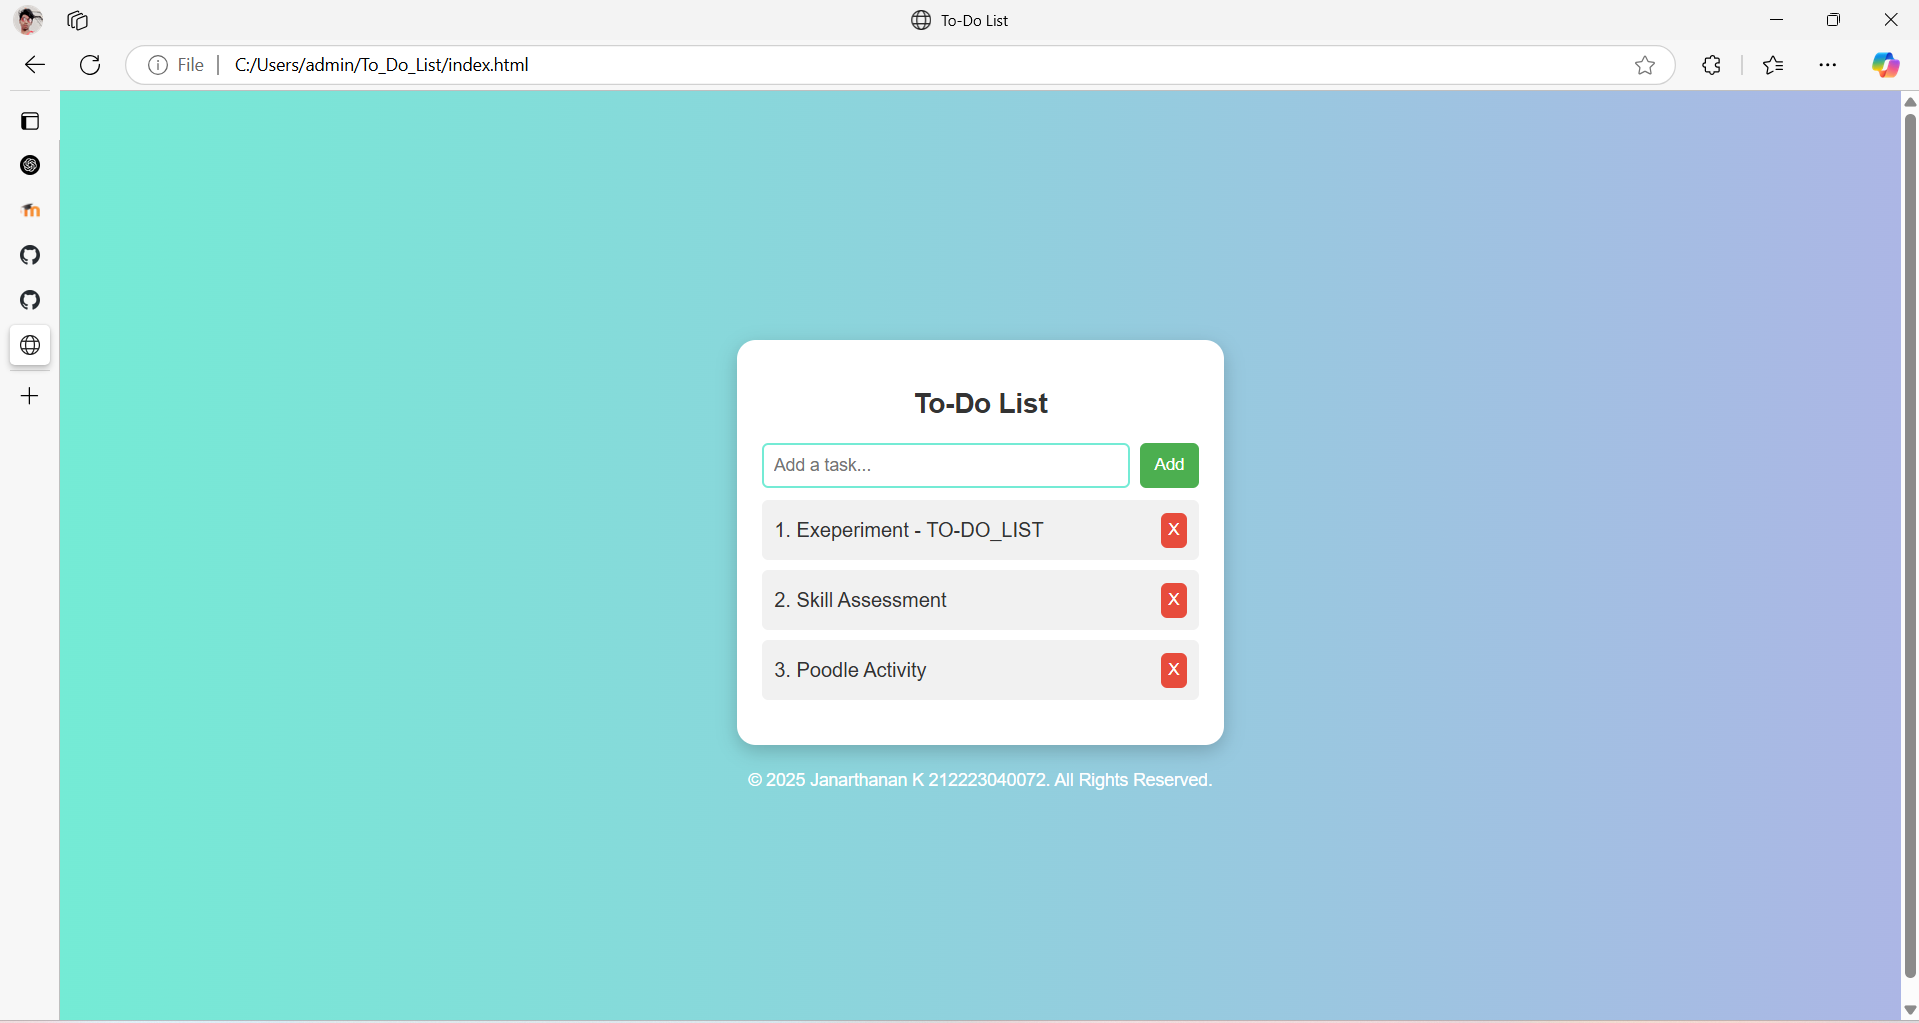 To-Do List
File
C:/Users/admin/To_Do_List/index.html
To-Do List
Add a task...
Add
1. Exeperiment - TO-DO_LIST
X
2. Skill Assessment
X
3. Poodle Activity
X
© 2025 Janarthanan K 212223040072. All Rights Reserved.